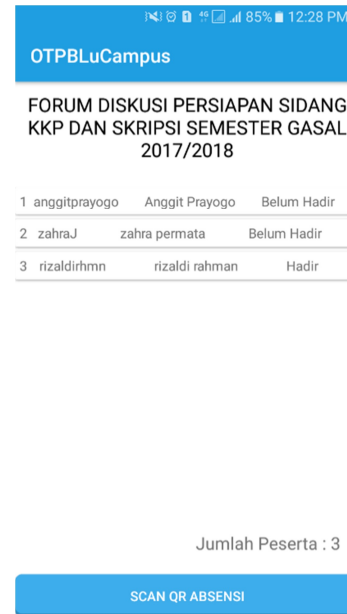 85% 12:28 PM
OTPBLuCampus
FORUM DISKUSI PERSIAPAN SIDANG
KKP DAN SKRIPSI SEMESTER GASAL
2017/2018
1 anggitprayogo Anggit Prayogo Belum Hadir
2 zahraJ zahra permata Belum Hadir
3 rizaldirhmn rizaldi rahman Hadir
Jumlah Peserta : 3
SCAN QR ABSENSI